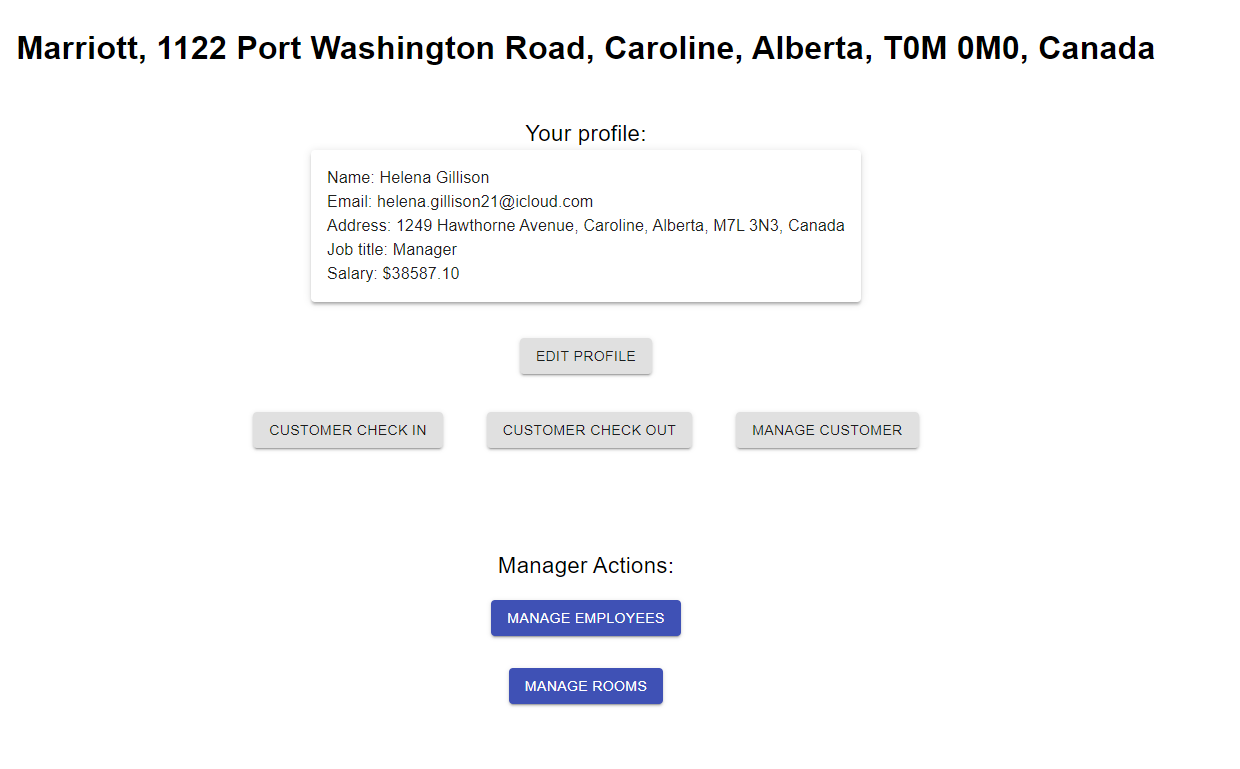 Marriott, 1122 Port Washington Road, Caroline, Alberta, T0M 0M0, Canada
Your profile:
Name: Helena Gillison
Email: helena.gillison21@icloud.com
Address: 1249 Hawthorne Avenue, Caroline, Alberta, M7L 3N3, Canada
Job title: Manager
Salary: $38587.10
EDIT PROFILE
CUSTOMER CHECK IN CUSTOMER CHECK OUT MANAGE CUSTOMER
Manager Actions:
MANAGE EMPLOYEES
MANAGE ROOMS